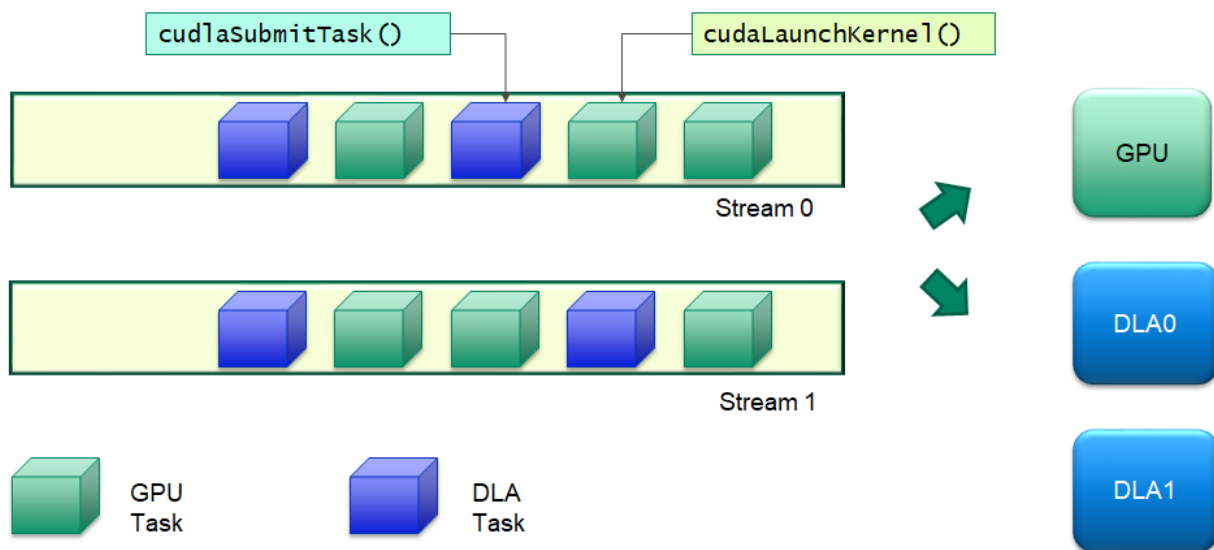 cudlaSubmitTask()
cudaLaunchKernel()
GPU
Stream 0
DLA0
Stream 1
DLA1
GPU
Task
DLA
Task